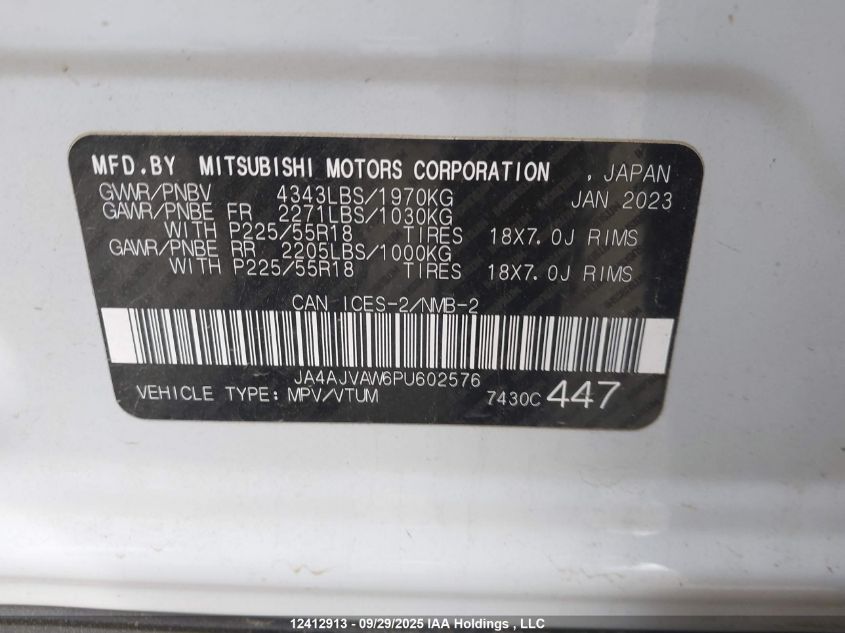 MFD.BY MITSUBISHI MOTORS CORPORATION , JAPAN
GVWR/PNBV 4343LBS/1970KG JAN 2023
GAWR/PNBE FR 2271LBS/1030KG
WITH P225/55R18 TIRES 18X7.0J RIMS
GAWR/PNBE RR 2205LBS/1000KG
WITH P225/55R18 TIRES 18X7.0J RIMS
CAN ICES-2/NMB-2
JA4AJVAW6PU602576
VEHICLE TYPE: MPV/VTUM 7430C 447
12412913 - 09/29/2025 IAA Holdings , LLC